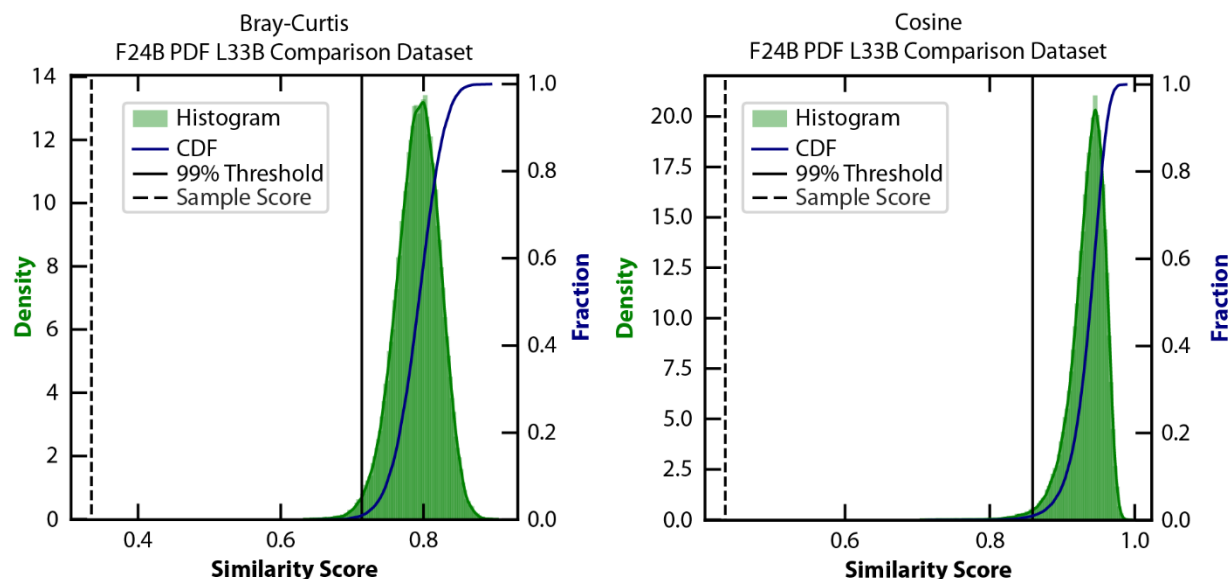 Bray-Curtis
F24B PDF L33B Comparison Dataset
14
12
10
8
6
4
2
0
Density
Histogram
CDF
99% Threshold
Sample Score
1.0
0.8
0.6
0.4
0.2
0.0
Fraction
0.4 0.6 0.8
Similarity Score
Cosine
F24B PDF L33B Comparison Dataset
20.0
17.5
15.0
12.5
10.0
7.5
5.0
2.5
0.0
Density
Histogram
CDF
99% Threshold
Sample Score
1.0
0.8
0.6
0.4
0.2
0.0
Fraction
0.6 0.8 1.0
Similarity Score